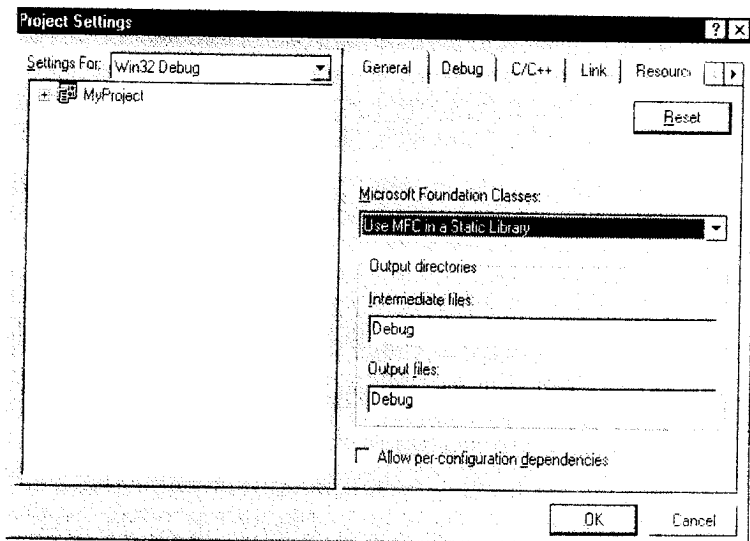 Project Settings
Settings For: Win32 Debug
MyProject
General Debug C/C++ Link
Reset
Microsoft Foundation Classes:
Use MFC in a Static Library
Output directories
Intermediate files:
Debug
Output files:
Debug
Allow per-configuration dependencies
OK Cancel